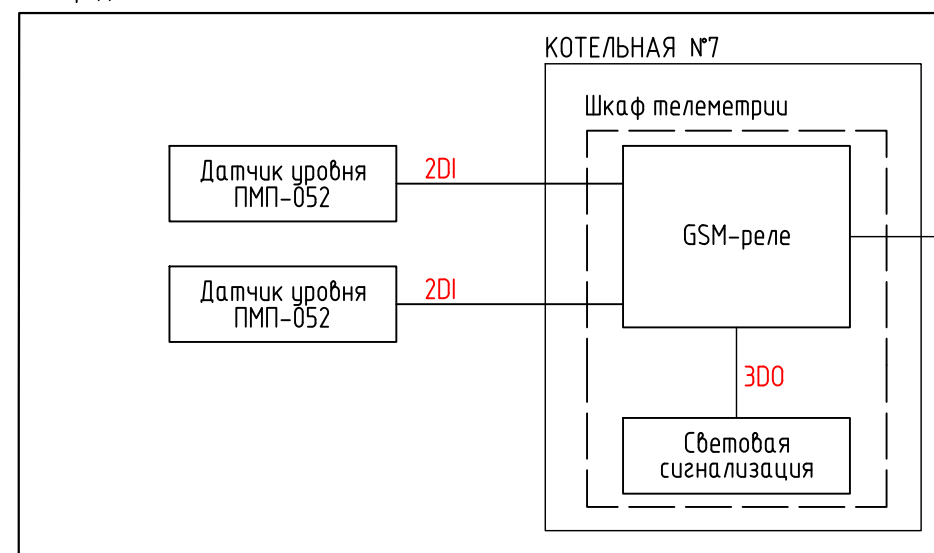 КОТЕЛЬНАЯ №7
Шкаф телеметрии
Датчик уровня
ПМП-052
2DI
GSM-реле
Датчик уровня
ПМП-052
2DI
3DO
Световая
сигнализация